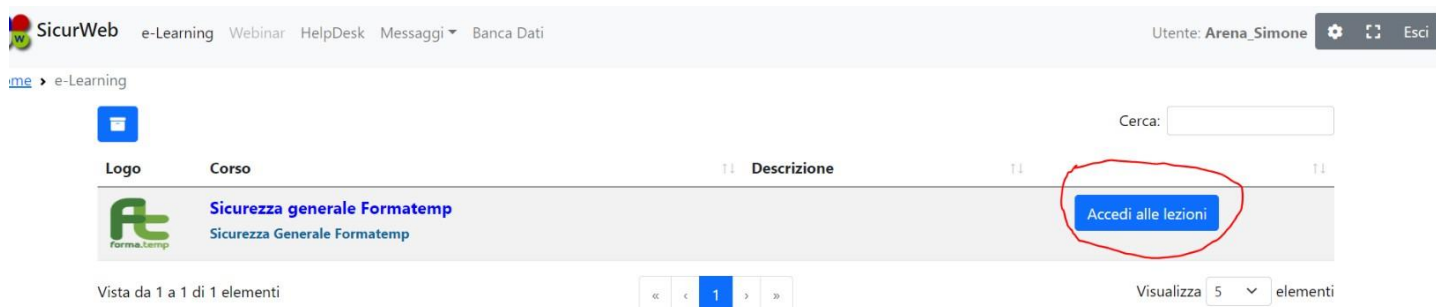 SicurWeb e-Learning Webinar HelpDesk Messaggi Banca Dati Utente: Arena_Simone Esci
ome > e-Learning
Cerca:
Logo Corso Descrizione
Sicurezza generale Formatemp Accedi alle lezioni
Sicurezza Generale Formatemp
forma.temp
Vista da 1 a 1 di 1 elementi « ‹ 1 › » Visualizza 5 elementi